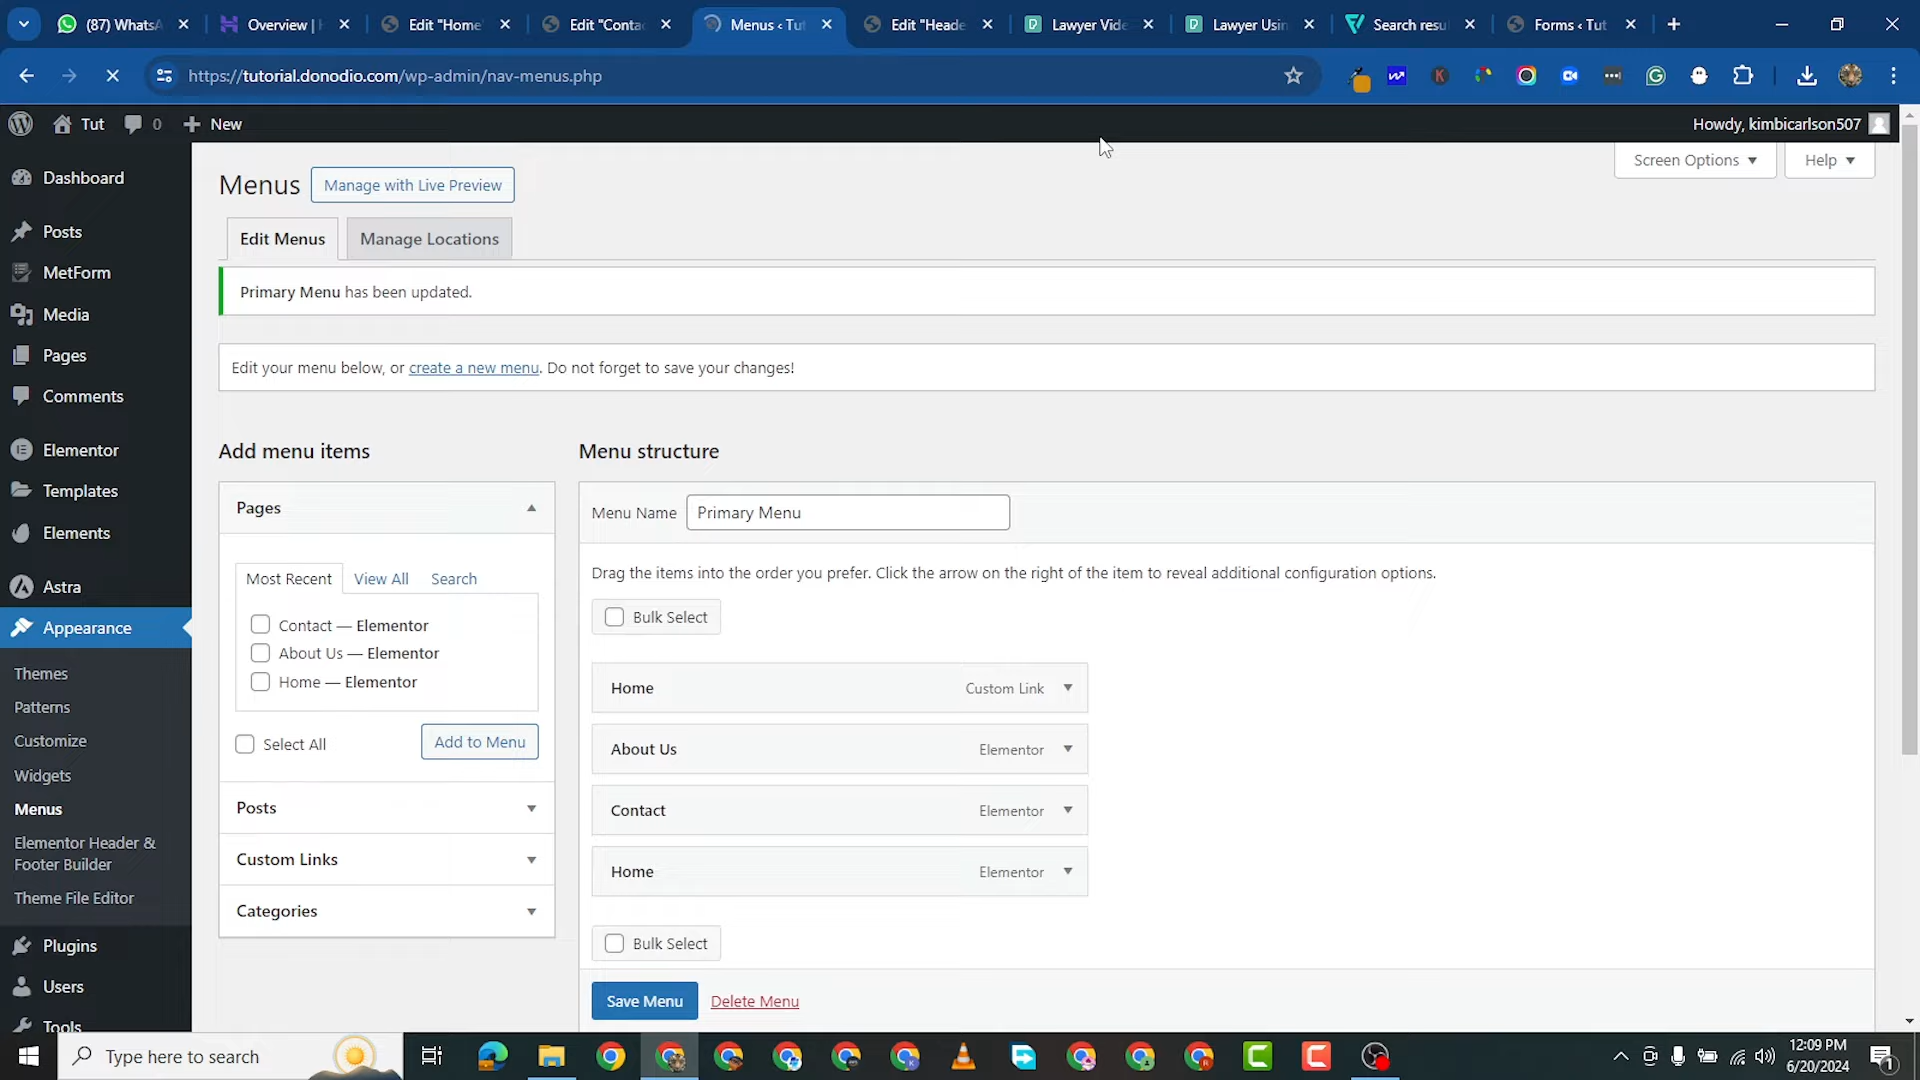 (87) WhatsA
Overview |
Edit "Home"
Edit "Conta
Menus ‹ Tut
Edit "Heade
Lawyer Vide
Lawyer Usin
Search resu
Forms ‹ Tut
https://tutorial.donodio.com/wp-admin/nav-menus.php
Tut
0
New
Howdy, kimbicarlson507
Dashboard
Posts
MetForm
Media
Pages
Comments
Elementor
Templates
Elements
Astra
Appearance
Themes
Patterns
Customize
Widgets
Menus
Elementor Header &
Footer Builder
Theme File Editor
Plugins
Users
Tools
Screen Options
Help
Menus
Manage with Live Preview
Edit Menus
Manage Locations
Primary Menu has been updated.
Edit your menu below, or create a new menu. Do not forget to save your changes!
Add menu items
Pages
Most Recent
View All
Search
Contact — Elementor
About Us — Elementor
Home — Elementor
Select All
Add to Menu
Posts
Custom Links
Categories
Menu structure
Menu Name
Primary Menu
Drag the items into the order you prefer. Click the arrow on the right of the item to reveal additional configuration options.
Bulk Select
Home
Custom Link
About Us
Elementor
Contact
Elementor
Home
Elementor
Bulk Select
Save Menu
Delete Menu
Type here to search
12:09 PM
6/20/2024
1